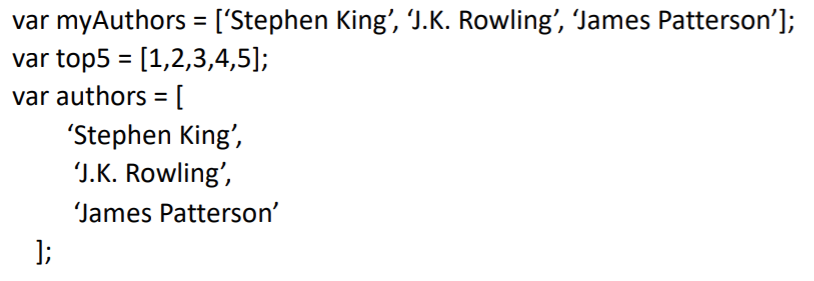 var myAuthors = [‘Stephen King’, ‘J.K. Rowling’, ‘James Patterson’];
var top5 = [1,2,3,4,5];
var authors = [
‘Stephen King’,
‘J.K. Rowling’,
‘James Patterson’
];